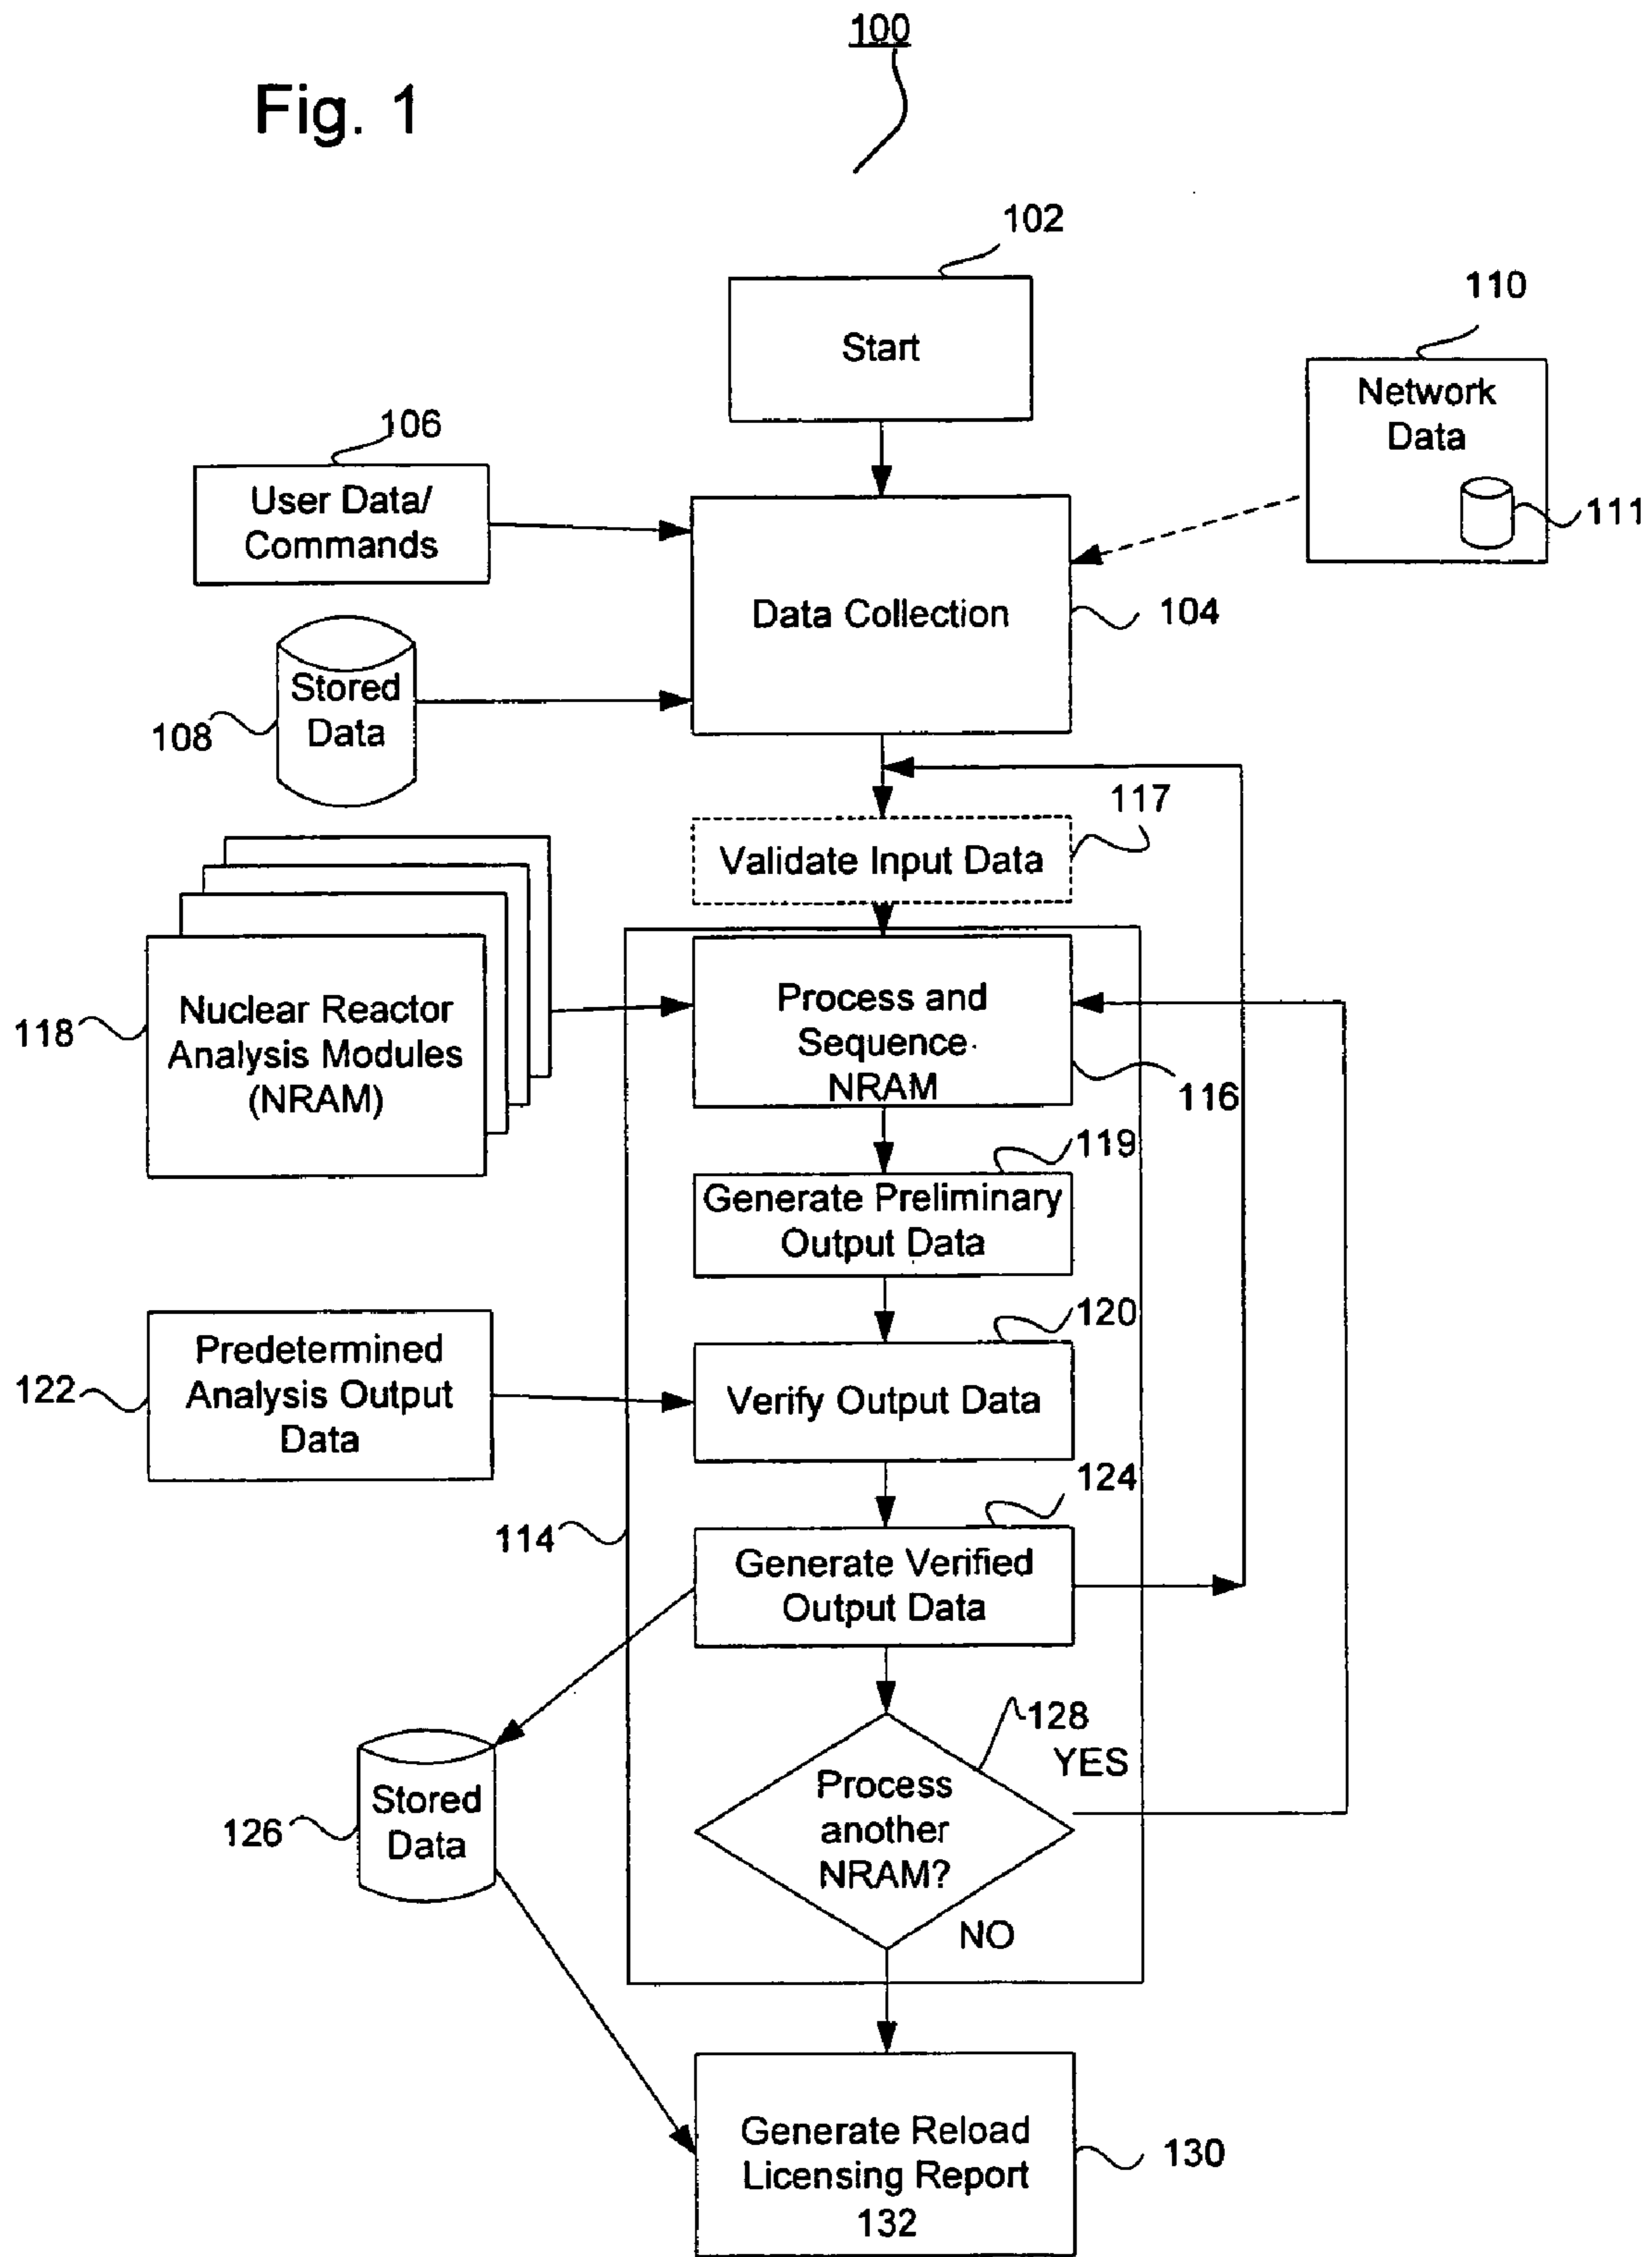 100
Fig. 1
102
Start
110
Network
Data
111
106
User Data/
Commands
Data Collection
104
Stored
Data
108
117
Validate Input Data
118
Nuclear Reactor
Analysis Modules
(NRAM)
Process and
Sequence
NRAM
116
119
Generate Preliminary
Output Data
120
122
Predetermined
Analysis Output
Data
Verify Output Data
124
114
Generate Verified
Output Data
128
YES
Process
another
NRAM?
NO
126
Stored
Data
Generate Reload
Licensing Report
132
130